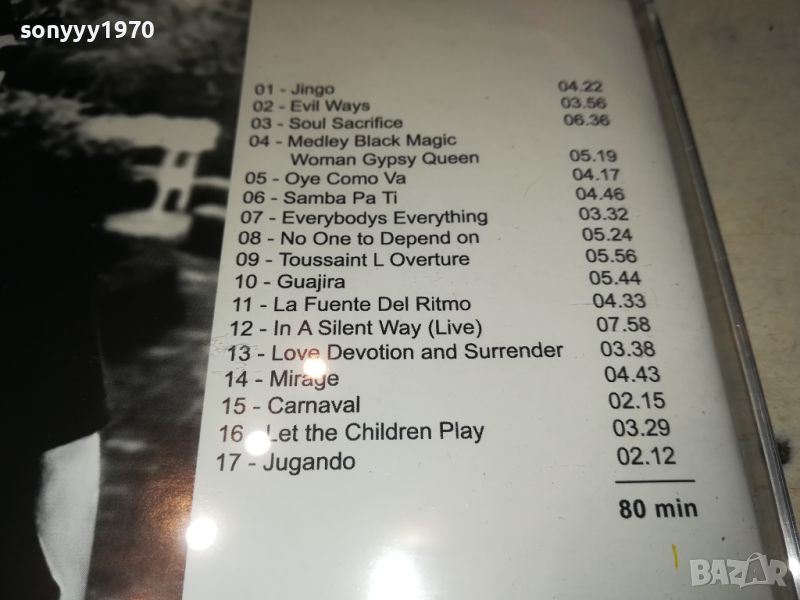 sonyyy1970
01 - Jingo 04.22
02 - Evil Ways 03.56
03 - Soul Sacrifice 06.36
04 - Medley Black Magic
Woman Gypsy Queen 05.19
05 - Oye Como Va 04.17
06 - Samba Pa Ti 04.46
07 - Everybodys Everything 03.32
08 - No One to Depend on 05.24
09 - Toussaint L Overture 05.56
10 - Guajira 05.44
11 - La Fuente Del Ritmo 04.33
12 - In A Silent Way (Live) 07.58
13 - Love Devotion and Surrender 03.38
14 - Mirage 04.43
15 - Carnaval 02.15
16 - Let the Children Play 03.29
17 - Jugando 02.12
80 min
BAZAR